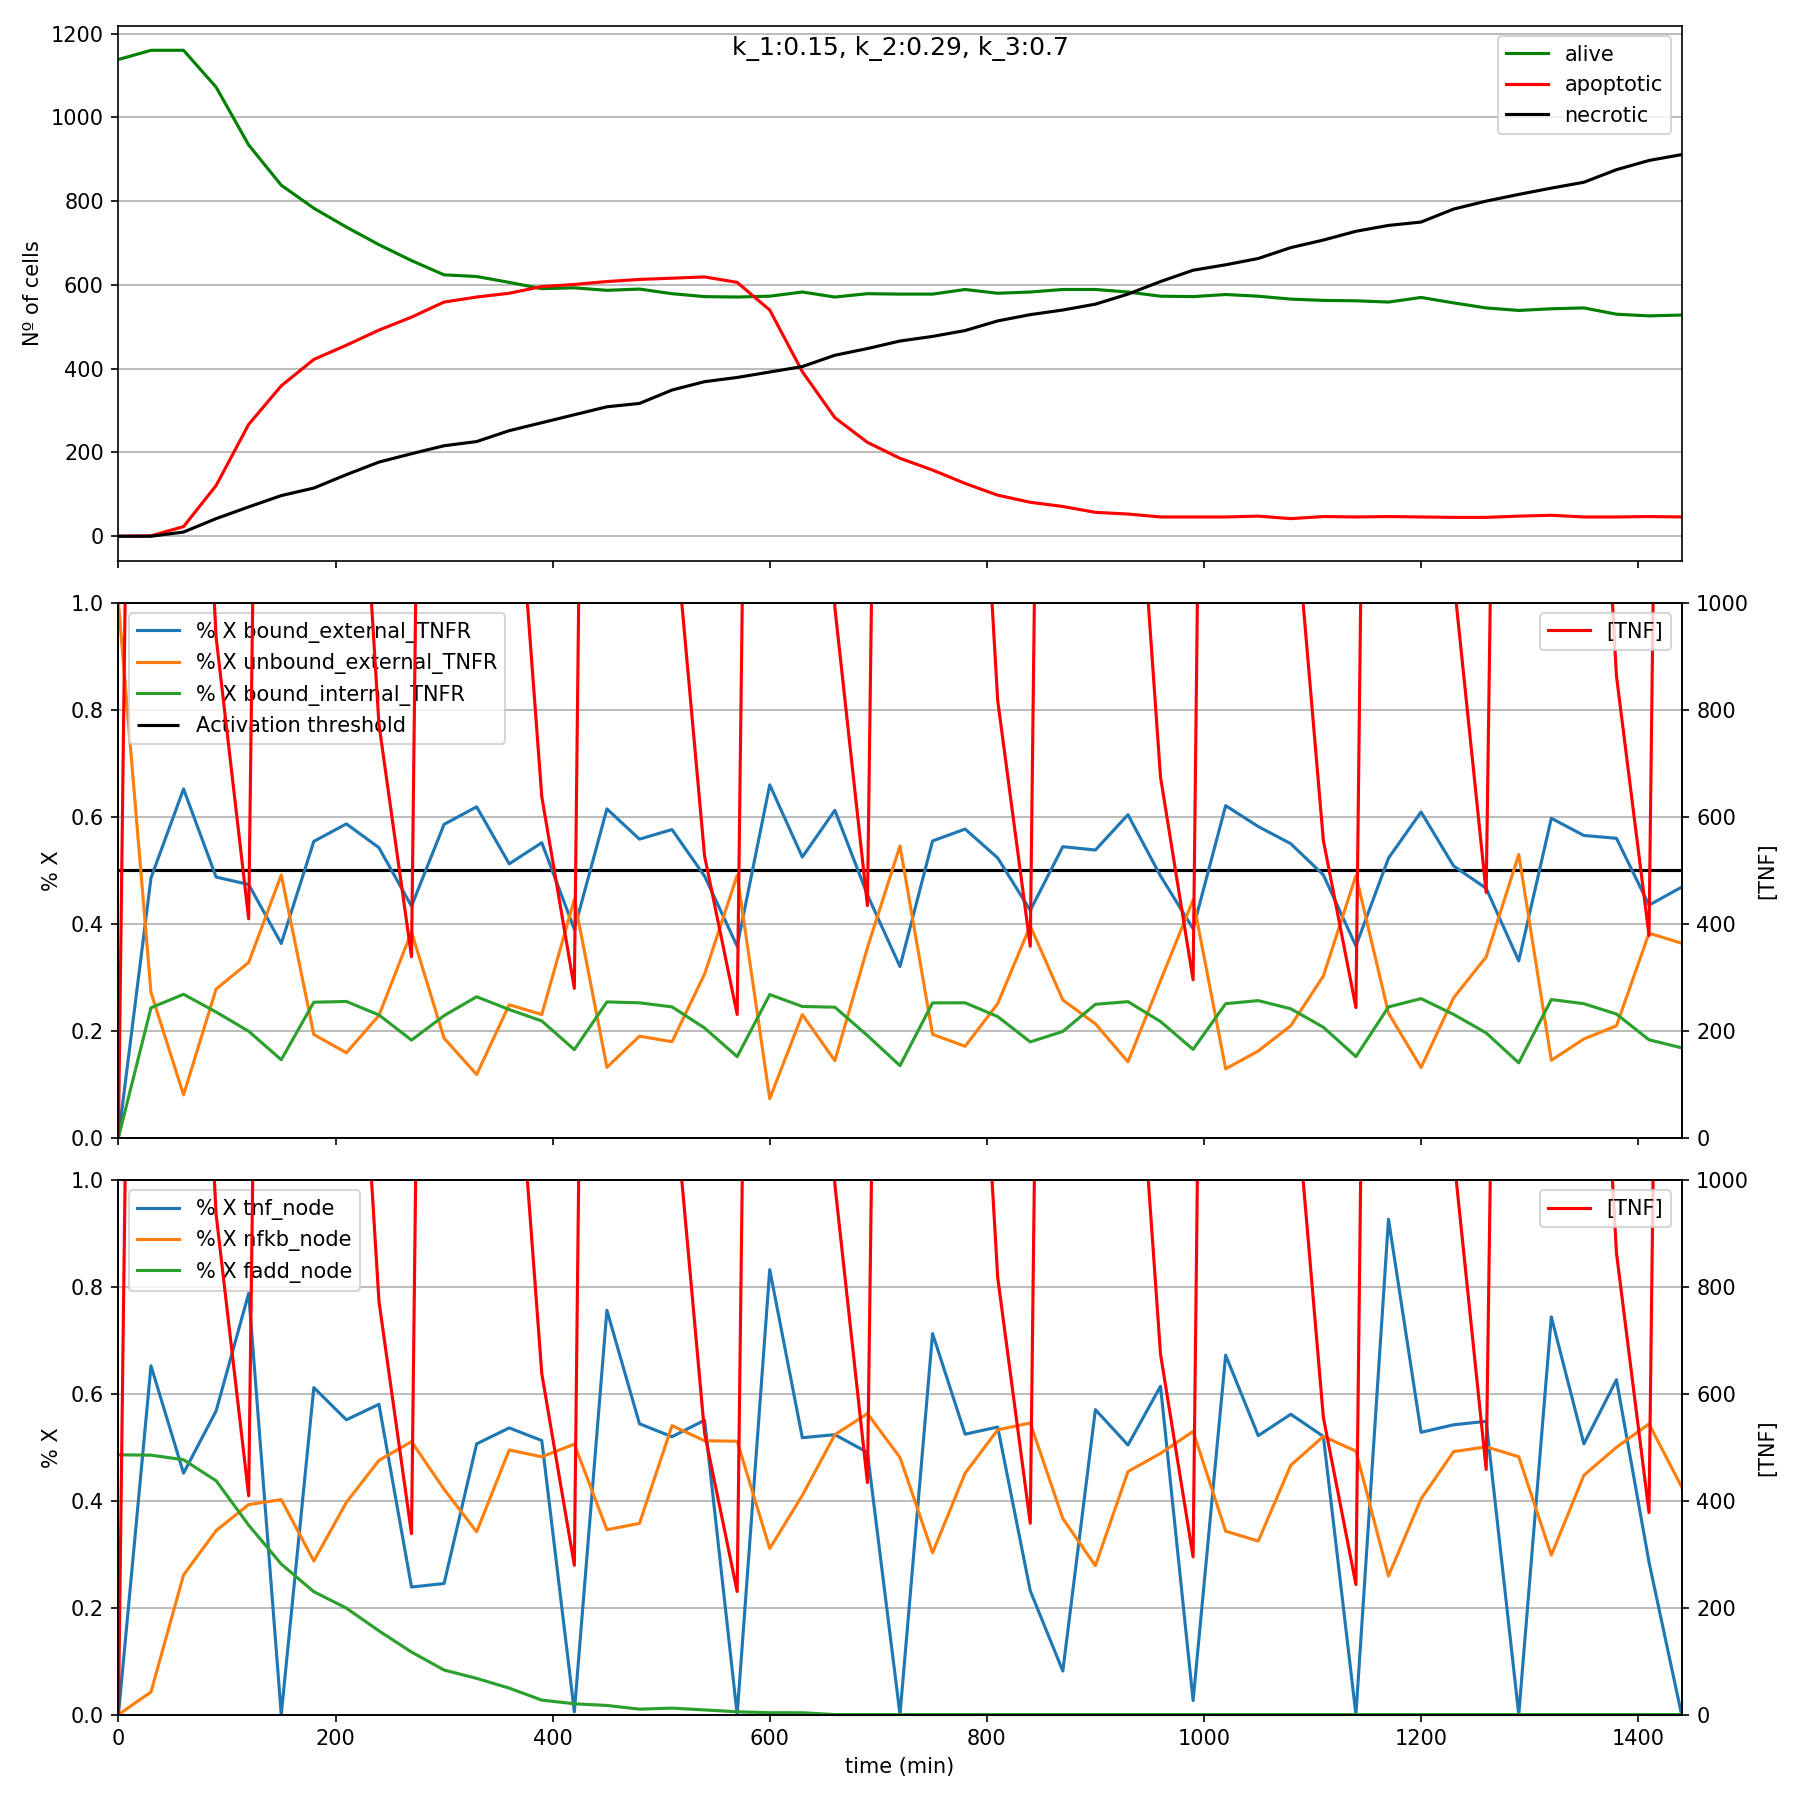 k_1:0.15, k_2:0.29, k_3:0.7
1200
1000
800
600
400
200
0
Nº of cells
alive
apoptotic
necrotic
1.0
0.8
0.6
0.4
0.2
0.0
% X
% X bound_external_TNFR
% X unbound_external_TNFR
% X bound_internal_TNFR
Activation threshold
[TNF]
1000
800
600
400
200
0
[TNF]
1.0
0.8
0.6
0.4
0.2
0.0
% X
% X tnf_node
% X nfkb_node
% X fadd_node
[TNF]
1000
800
600
400
200
0
[TNF]
0 200 400 600 800 1000 1200 1400
time (min)